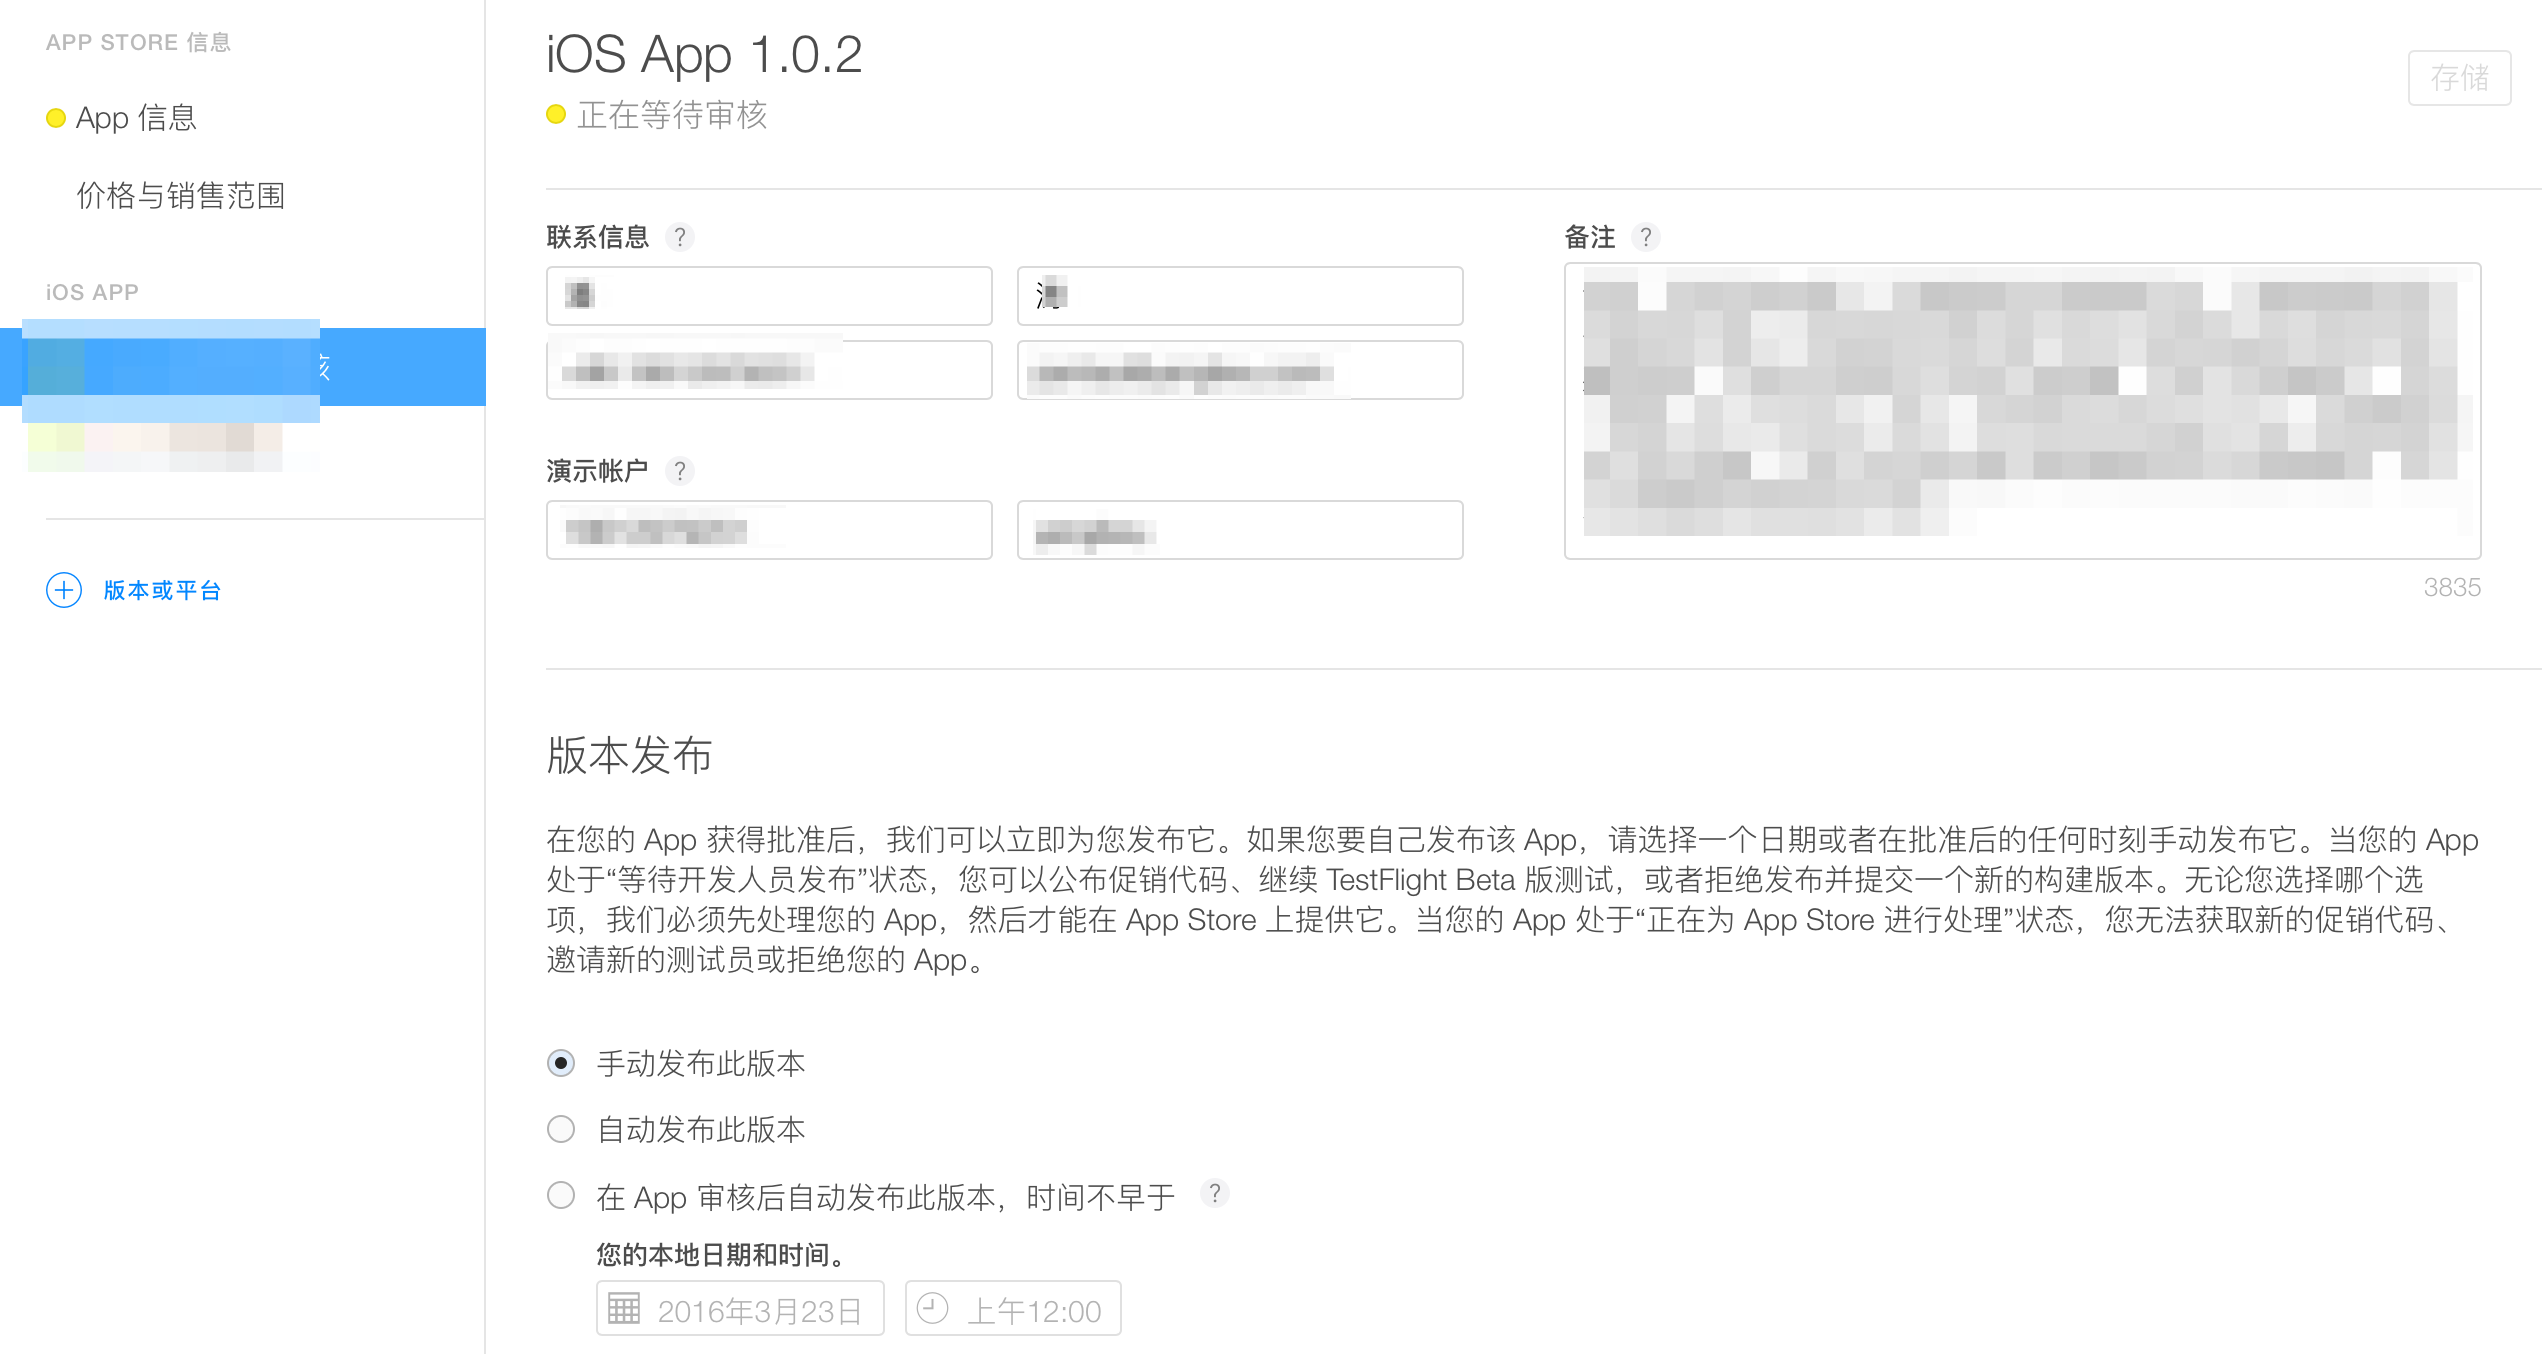 APP STORE 信息
App 信息
价格与销售范围
iOS APP
版本或平台
iOS App 1.0.2
正在等待审核
存储
联系信息 ?
备注 ?
演示帐户 ?
3835
版本发布
在您的 App 获得批准后，我们可以立即为您发布它。如果您要自己发布该 App，请选择一个日期或者在批准后的任何时刻手动发布它。当您的 App
处于“等待开发人员发布”状态，您可以公布促销代码、继续 TestFlight Beta 版测试，或者拒绝发布并提交一个新的构建版本。无论您选择哪个选
项，我们必须先处理您的 App，然后才能在 App Store 上提供它。当您的 App 处于“正在为 App Store 进行处理”状态，您无法获取新的促销代码、
邀请新的测试员或拒绝您的 App。
手动发布此版本
自动发布此版本
在 App 审核后自动发布此版本，时间不早于 ?
您的本地日期和时间。
2016年3月23日 上午12:00